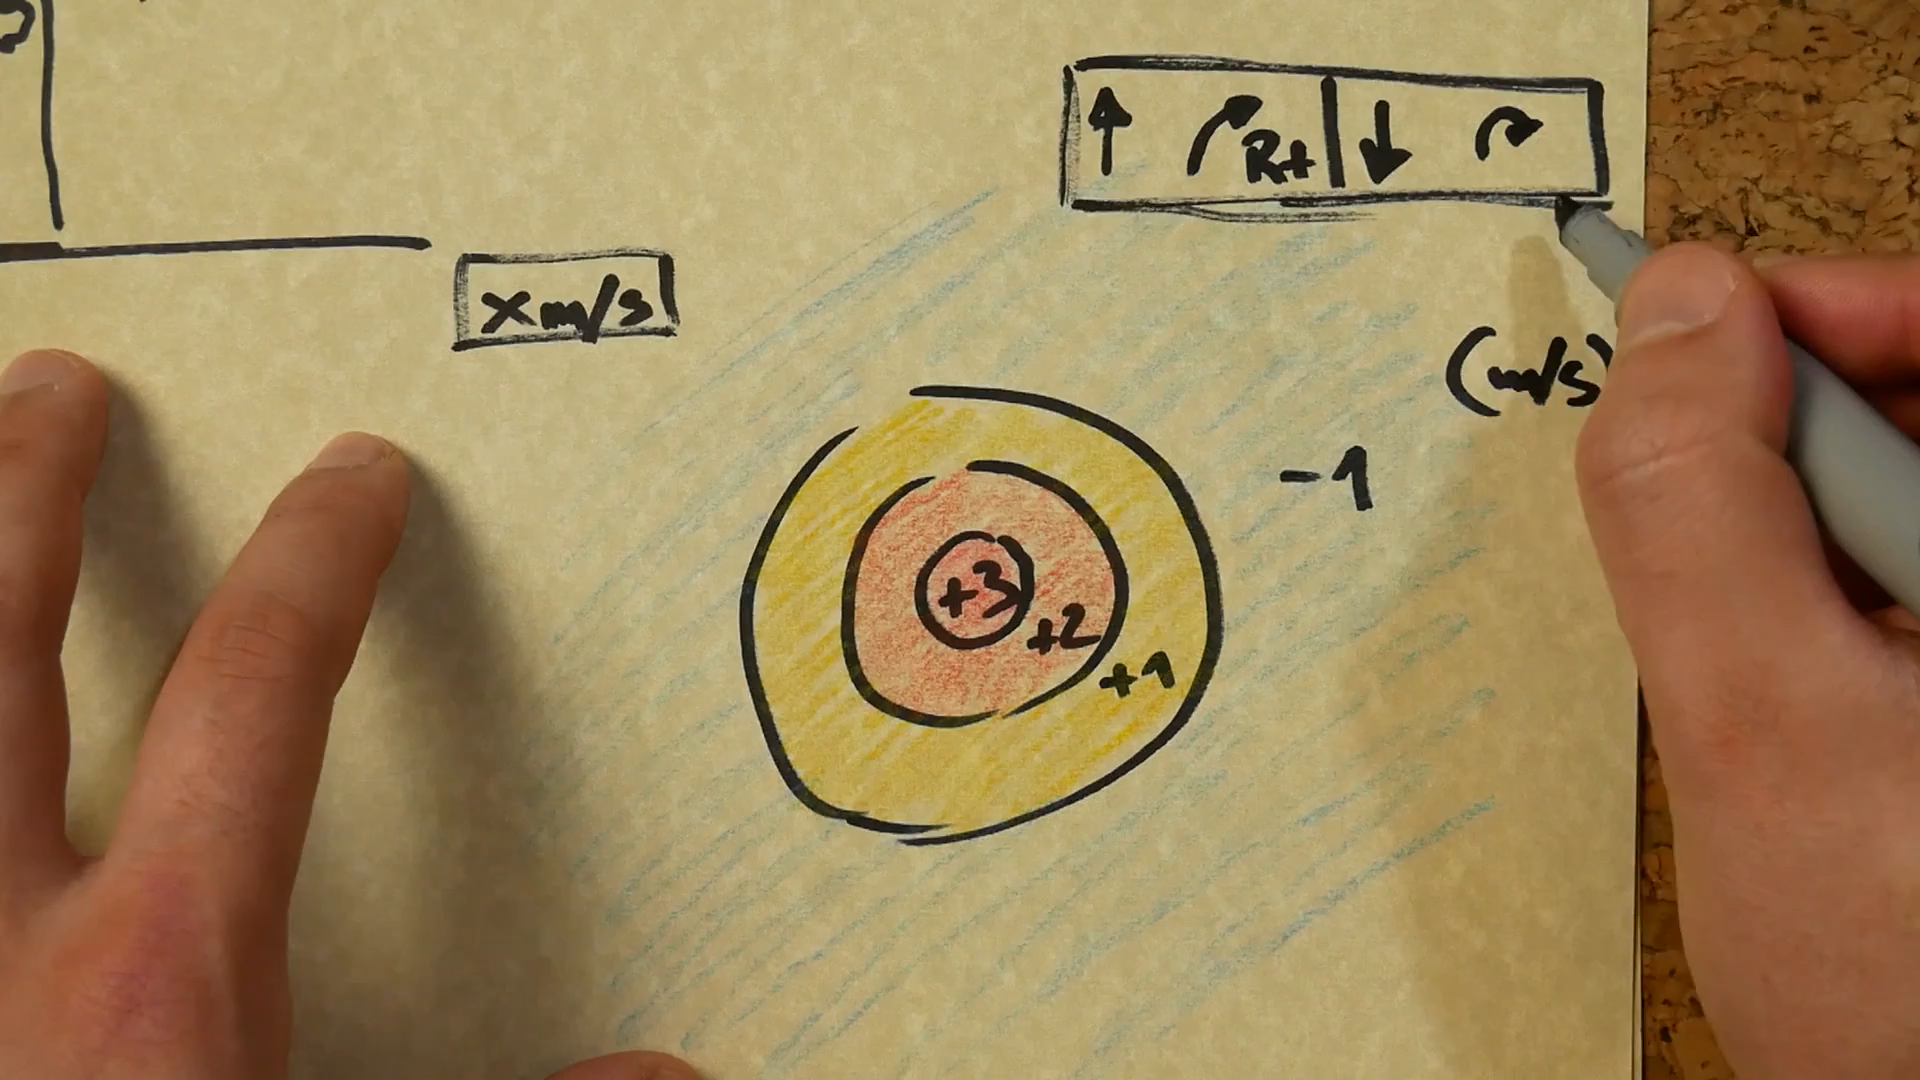 ↑ ↱ R+ | ↓ ↷
x m/s
(m/s)
-1
+3
+2
+1